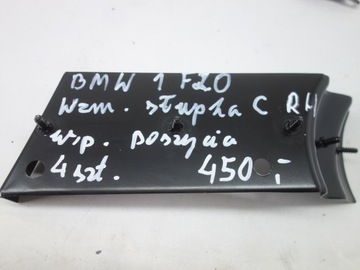 BMW 1 F20
wzm. słupka C RH
wsp. poszycia
4 szt. 450,-